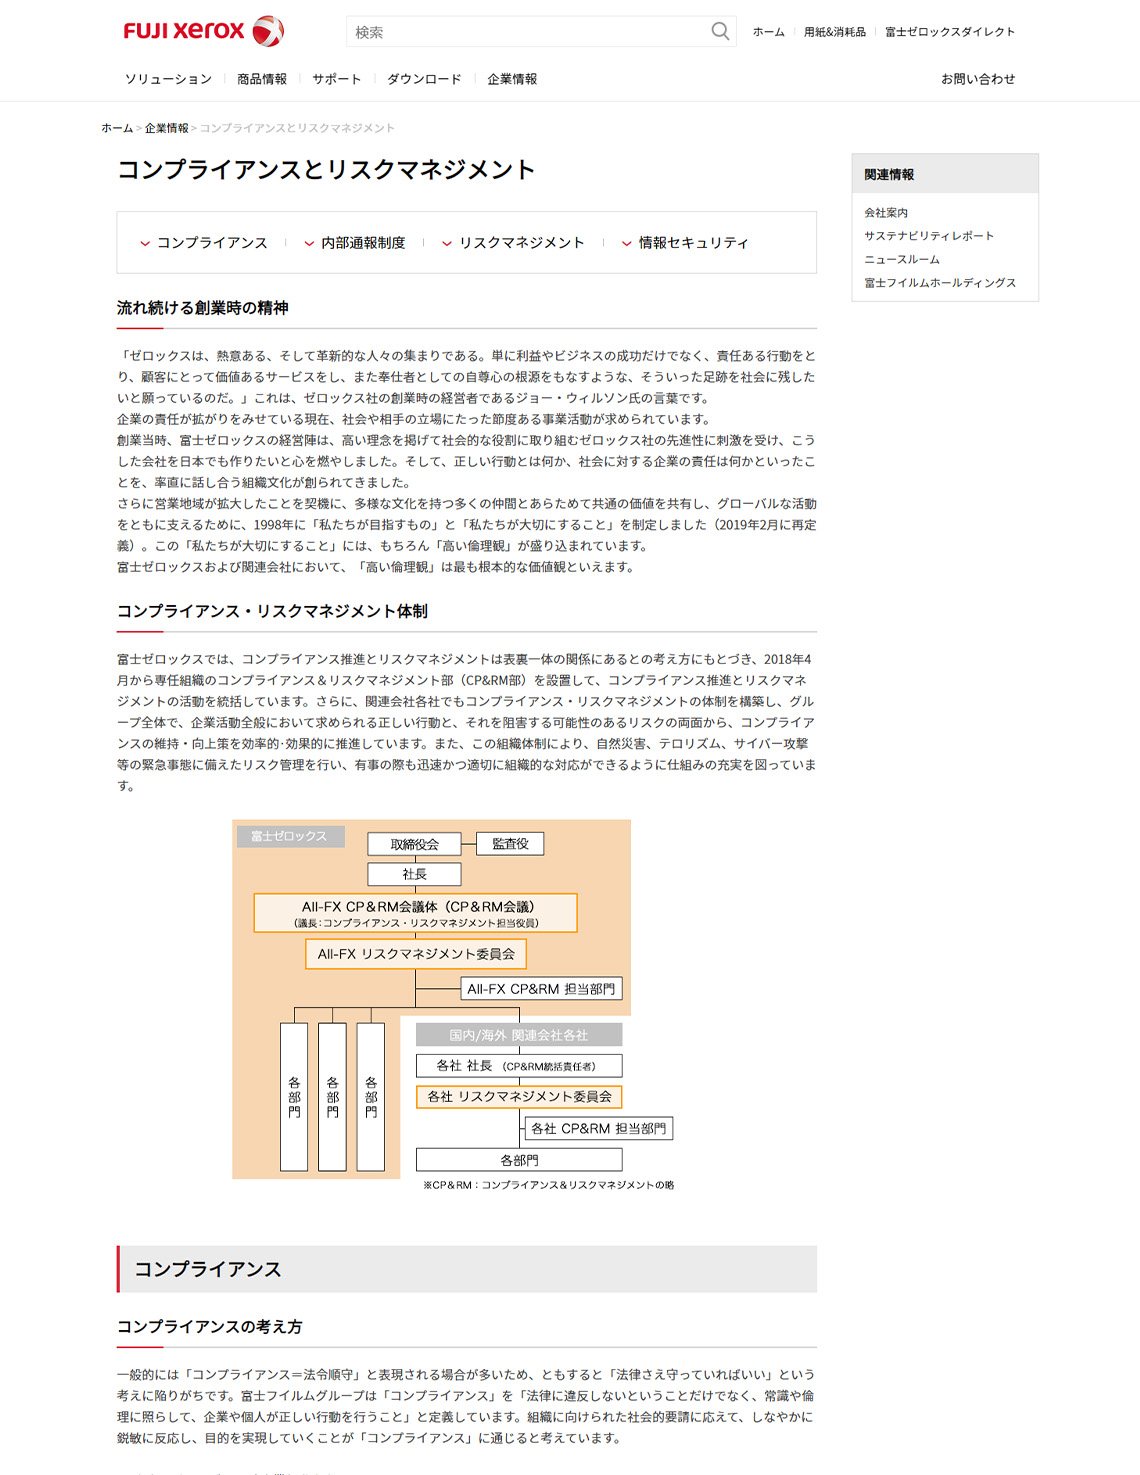 FUJI xerox
検索
ホーム
用紙&消耗品
富士ゼロックスダイレクト
ソリューション
商品情報
サポート
ダウンロード
企業情報
お問い合わせ
ホーム > 企業情報 > コンプライアンスとリスクマネジメント
コンプライアンスとリスクマネジメント
コンプライアンス
内部通報制度
リスクマネジメント
情報セキュリティ
関連情報
会社案内
サステナビリティレポート
ニュースルーム
富士フイルムホールディングス
流れ続ける創業時の精神
「ゼロックスは、熱意ある、そして革新的な人々の集まりである。単に利益やビジネスの成功だけでなく、責任ある行動をと
り、顧客にとって価値あるサービスをし、また奉仕者としての自尊心の根源をもなすような、そういった足跡を社会に残した
いと願っているのだ。」これは、ゼロックス社の創業時の経営者であるジョー・ウィルソン氏の言葉です。
企業の責任が拡がりをみせている現在、社会や相手の立場にたった節度ある事業活動が求められています。
創業当時、富士ゼロックスの経営陣は、高い理念を掲げて社会的な役割に取り組むゼロックス社の先進性に刺激を受け、こう
した会社を日本でも作りたいと心を燃やしました。そして、正しい行動とは何か、社会に対する企業の責任は何かといったこ
とを、率直に話し合う組織文化が創られてきました。
さらに営業地域が拡大したことを契機に、多様な文化を持つ多くの仲間とあらためて共通の価値を共有し、グローバルな活動
をともに支えるために、1998年に「私たちが目指すもの」と「私たちが大切にすること」を制定しました（2019年2月に再定
義）。この「私たちが大切にすること」には、もちろん「高い倫理観」が盛り込まれています。
富士ゼロックスおよび関連会社において、「高い倫理観」は最も根本的な価値観といえます。
コンプライアンス・リスクマネジメント体制
富士ゼロックスでは、コンプライアンス推進とリスクマネジメントは表裏一体の関係にあるとの考え方にもとづき、2018年4
月から専任組織のコンプライアンス＆リスクマネジメント部（CP&RM部）を設置して、コンプライアンス推進とリスクマネ
ジメントの活動を統括しています。さらに、関連会社各社でもコンプライアンス・リスクマネジメントの体制を構築し、グル
ープ全体で、企業活動全般において求められる正しい行動と、それを阻害する可能性のあるリスクの両面から、コンプライア
ンスの維持・向上策を効率的･効果的に推進しています。また、この組織体制により、自然災害、テロリズム、サイバー攻撃
等の緊急事態に備えたリスク管理を行い、有事の際も迅速かつ適切に組織的な対応ができるように仕組みの充実を図っていま
す。
富士ゼロックス
取締役会
監査役
社長
All-FX CP＆RM会議体（CP＆RM会議）
（議長：コンプライアンス・リスクマネジメント担当役員）
All-FX リスクマネジメント委員会
All-FX CP&RM 担当部門
各部門
各部門
各部門
国内/海外 関連会社各社
各社 社長 （CP&RM統括責任者）
各社 リスクマネジメント委員会
各社 CP&RM 担当部門
各部門
※CP＆RM：コンプライアンス＆リスクマネジメントの略
コンプライアンス
コンプライアンスの考え方
一般的には「コンプライアンス＝法令順守」と表現される場合が多いため、ともすると「法律さえ守っていればいい」という
考えに陥りがちです。富士フイルムグループは「コンプライアンス」を「法律に違反しないということだけでなく、常識や倫
理に照らして、企業や個人が正しい行動を行うこと」と定義しています。組織に向けられた社会的要請に応えて、しなやかに
鋭敏に反応し、目的を実現していくことが「コンプライアンス」に通じると考えています。